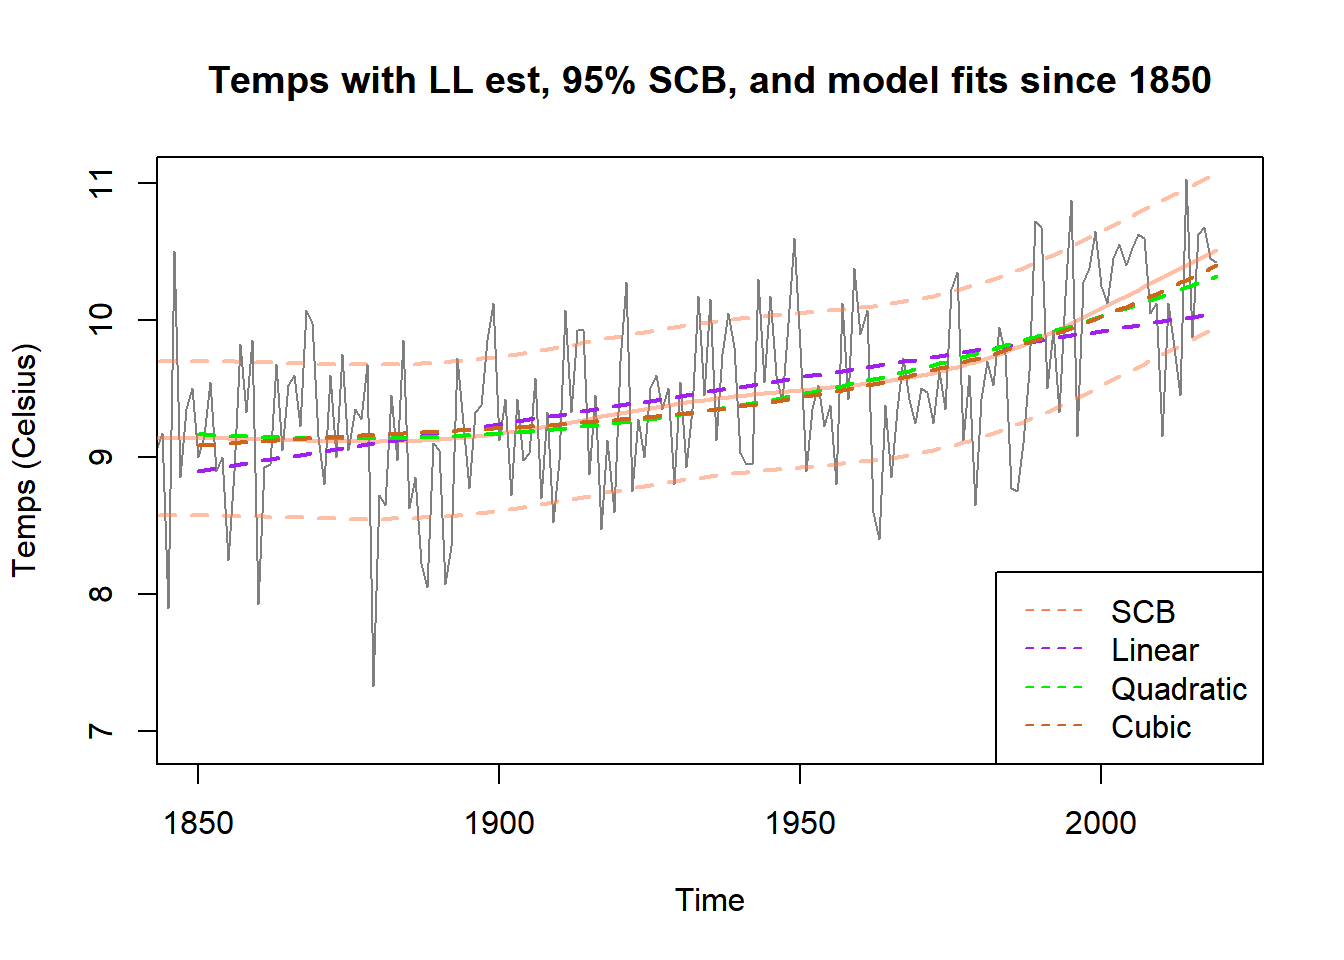 Temps with LL est, 95% SCB, and model fits since 1850
Temps (Celsius)
11
10
9
8
7
1850 1900 1950 2000
Time
SCB
Linear
Quadratic
Cubic